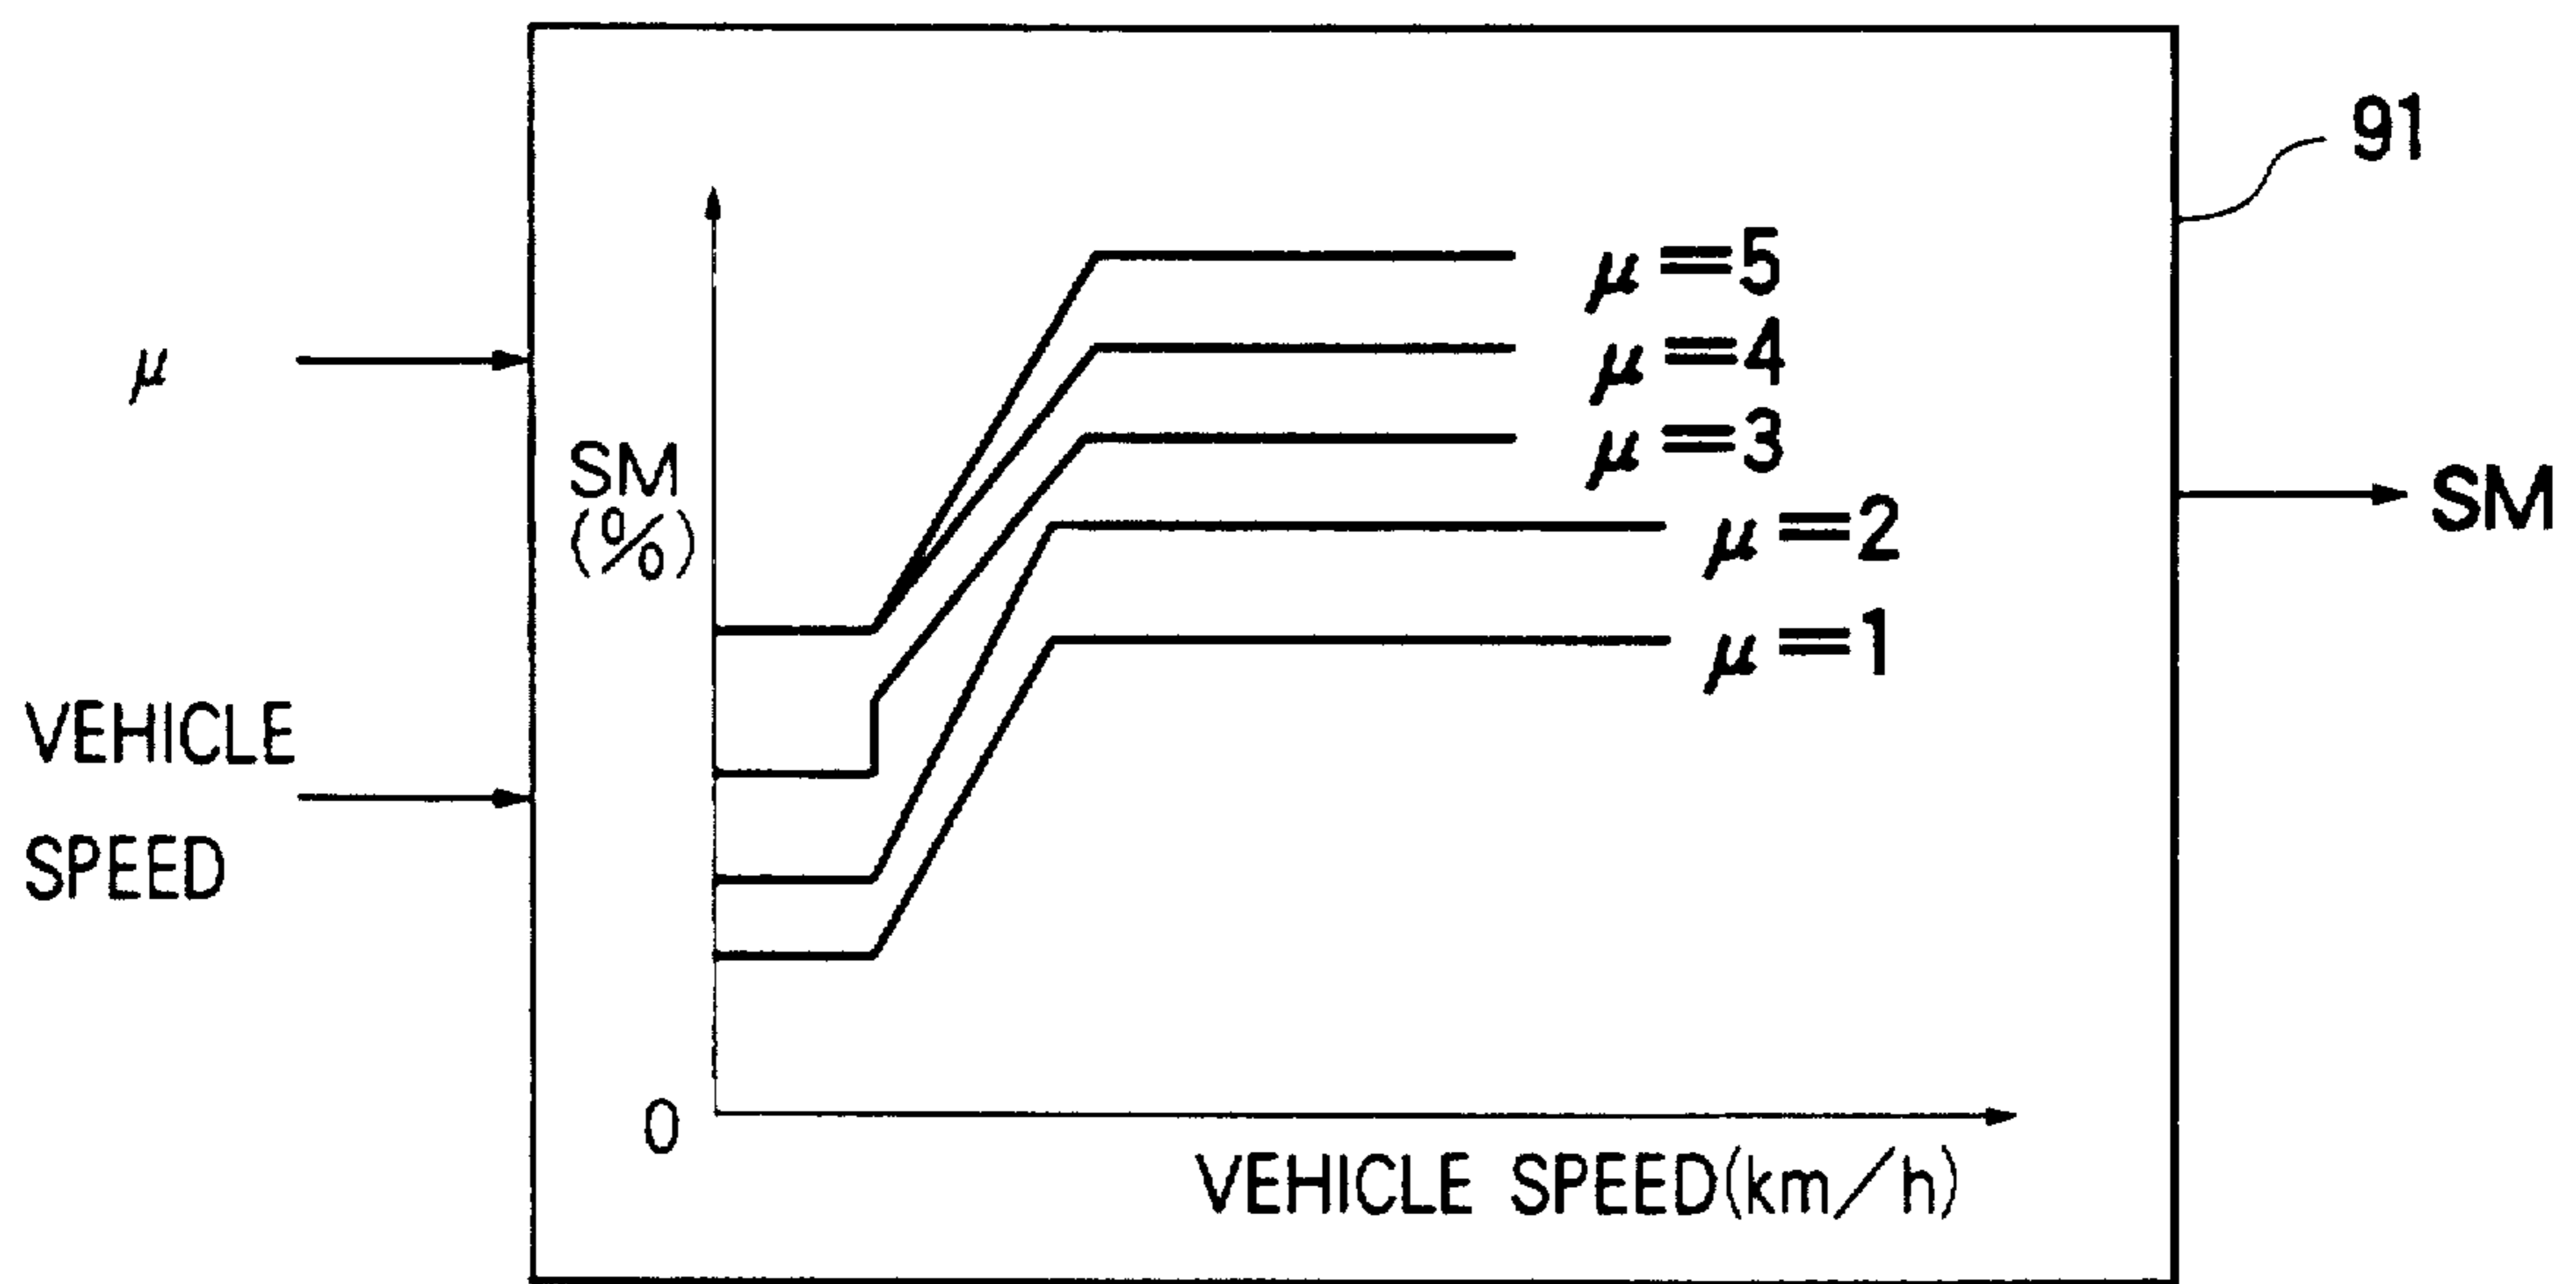 91
μ=5
μ
μ=4
μ=3
SM
(%)
SM
μ=2
μ=1
VEHICLE
SPEED
0
VEHICLE SPEED(km/h)